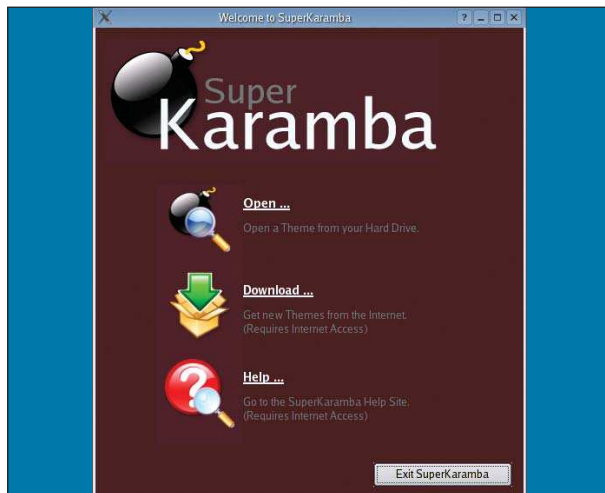 Welcome to SuperKaramba
Super
Karamba
Open ...
Open a Theme from your Hard Drive.
Download ...
Get new Themes from the Internet.
(Requires Internet Access)
Help ...
Go to the SuperKaramba Help Site.
(Requires Internet Access)
Exit SuperKaramba